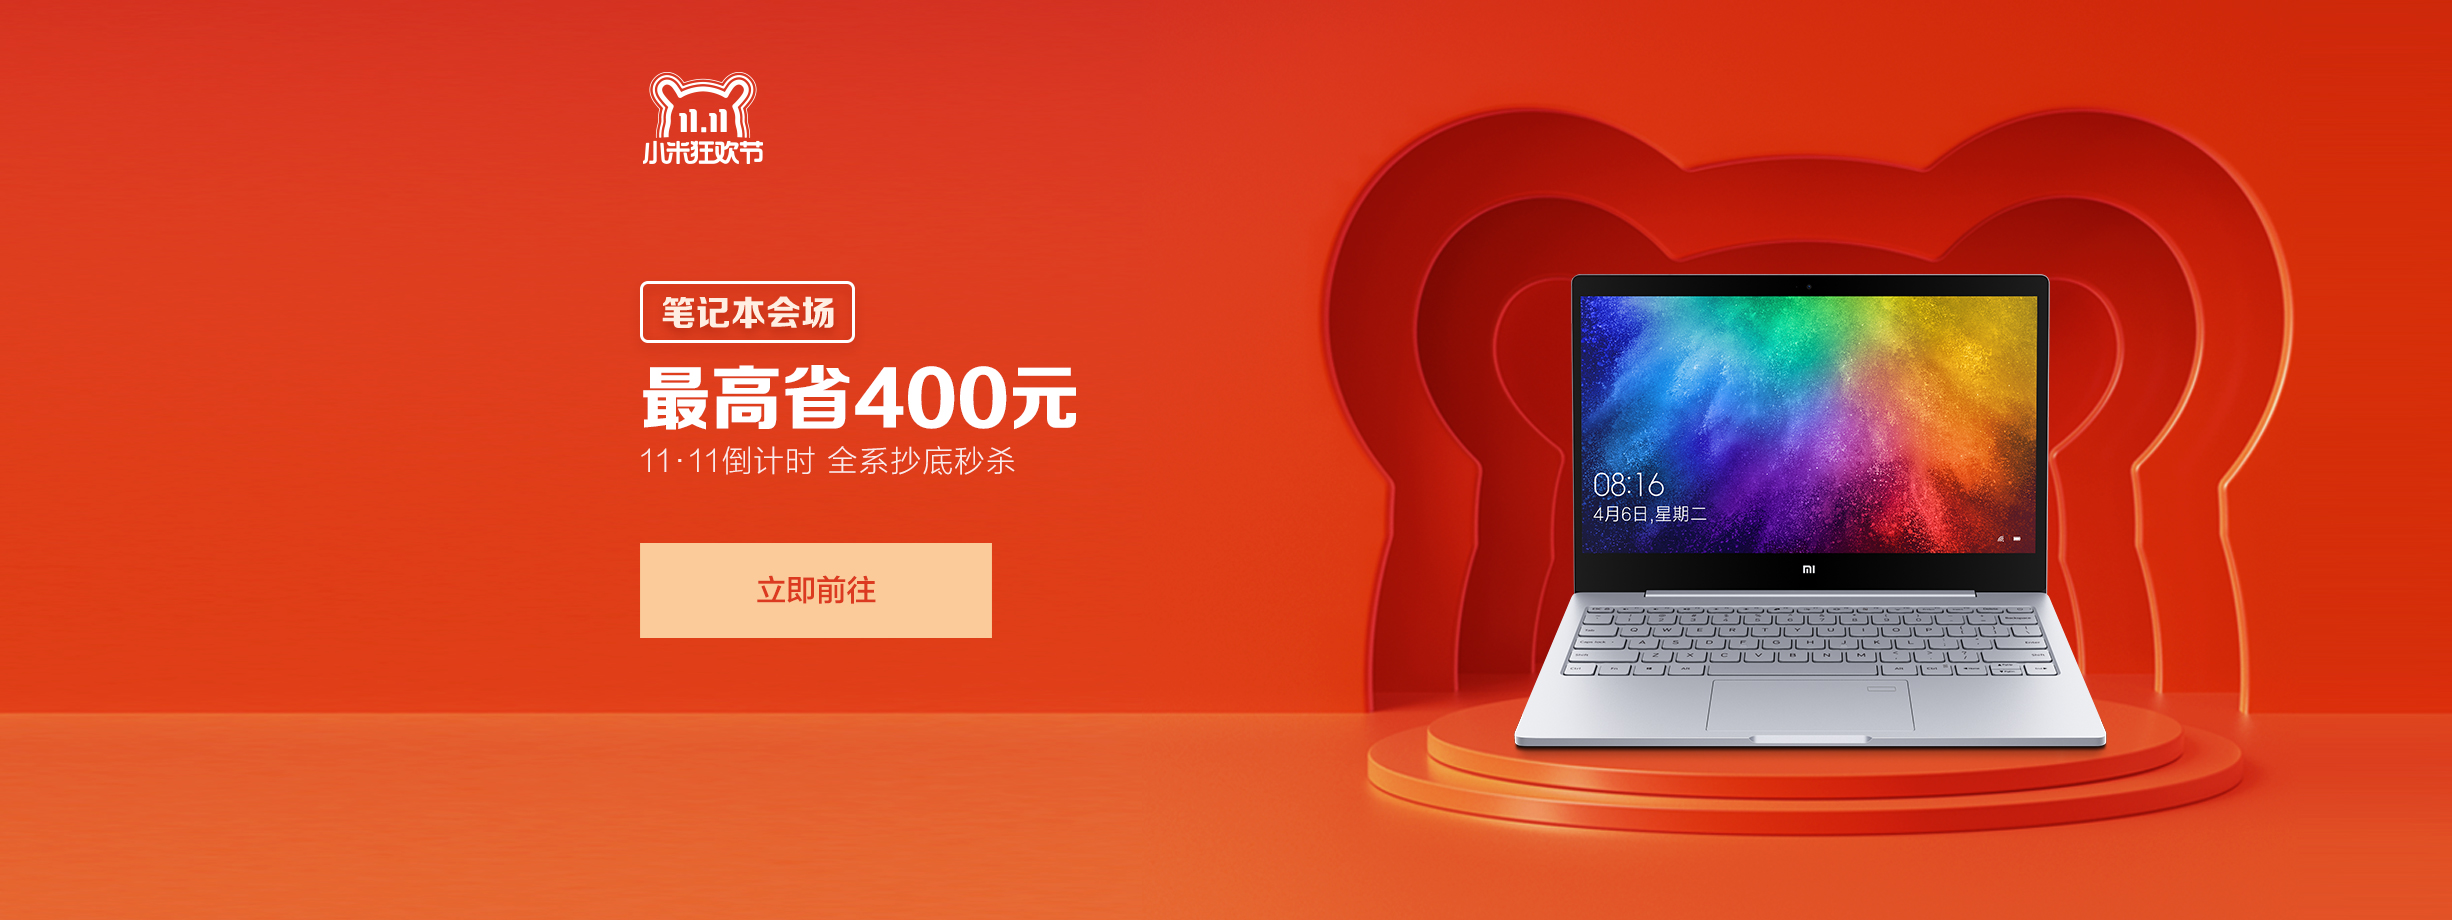 11.11
小米狂欢节
笔记本会场
最高省400元
11·11倒计时 全系抄底秒杀
立即前往
08:16
4月6日,星期二
mi